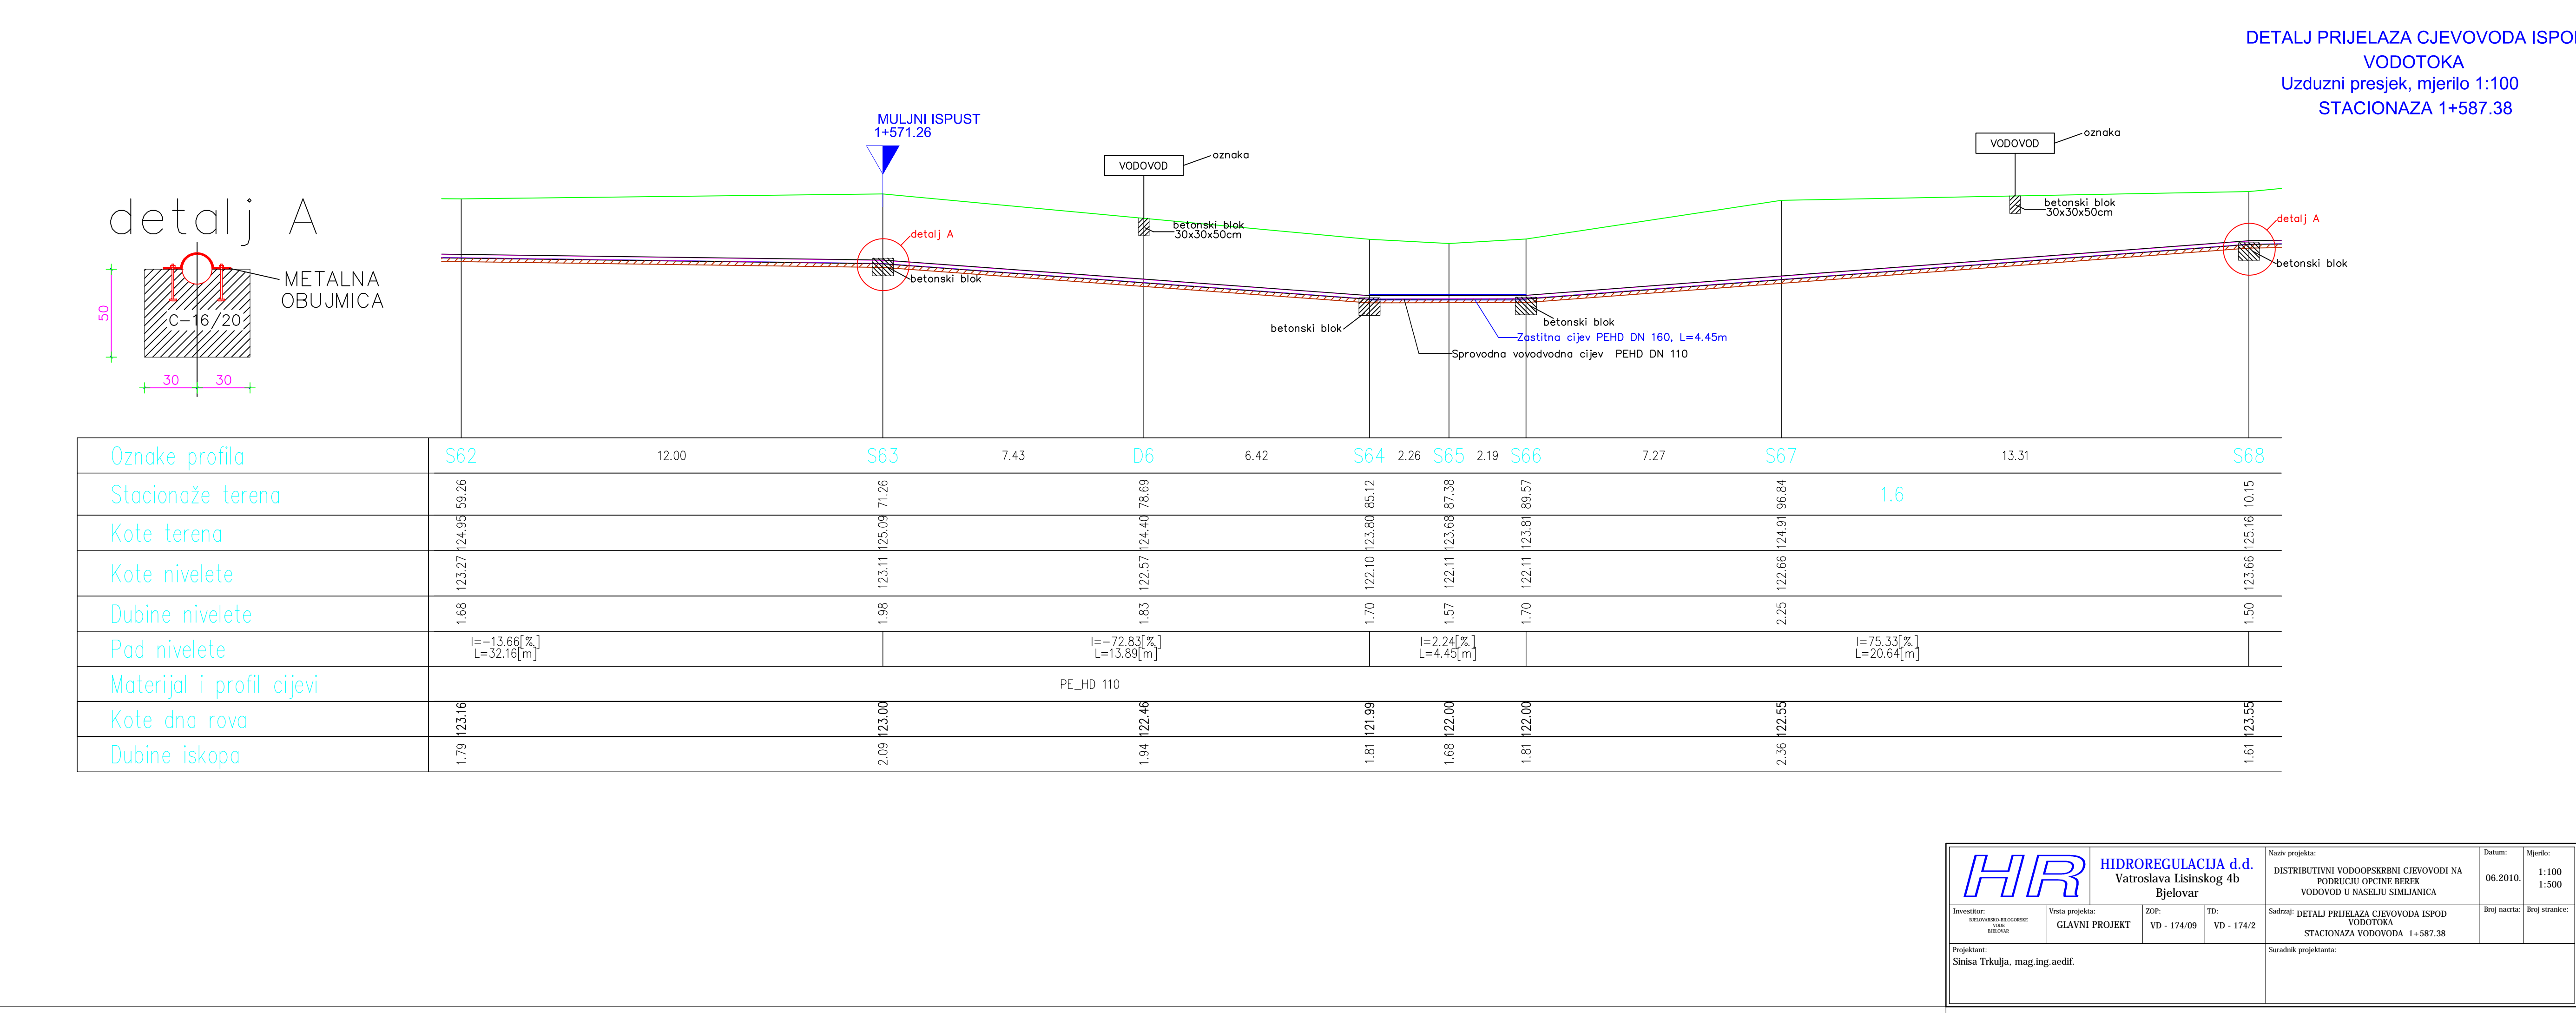 DETALJ PRIJELAZA CJEVOVODA ISPOD
VODOTOKA
Uzduzni presjek, mjerilo 1:100
STACIONAZA 1+587.38
MULJNI ISPUST
1+571.26
VODOVOD
oznaka
VODOVOD
oznaka
detalj A
METALNA
OBUJMICA
C-16/20
50
30
30
detalj A
betonski blok
betonski blok
30x30x50cm
betonski blok
betonski blok
Zastitna cijev PEHD DN 160, L=4.45m
Sprovodna vovodvodna cijev PEHD DN 110
betonski blok
30x30x50cm
detalj A
betonski blok
Oznake profila S62 12.00 S63 7.43 D6 6.42 S64 2.26 S65 2.19 S66 7.27 S67 13.31 S68
Stacionaže terena 59.26 71.26 78.69 85.12 87.38 89.57 96.84 1.6 10.15
Kote terena 124.95 125.09 124.40 123.80 123.68 123.81 124.91 125.16
Kote nivelete 123.27 123.11 122.57 122.10 122.11 122.11 122.66 123.66
Dubine nivelete 1.68 1.98 1.83 1.70 1.57 1.70 2.25 1.50
Pad nivelete
I=-13.66[%.]
L=32.16[m]
I=-72.83[%.]
L=13.89[m]
I=2.24[%.]
L=4.45[m]
I=75.33[%.]
L=20.64[m]
Materijal i profil cijevi PE_HD 110
Kote dna rova 123.16 123.00 122.46 121.99 122.00 122.00 122.55 123.55
Dubine iskopa 1.79 2.09 1.94 1.81 1.68 1.81 2.36 1.61
HR
HIDROREGULACIJA d.d.
Vatroslava Lisinskog 4b
Bjelovar
Naziv projekta:
DISTRIBUTIVNI VODOOPSKRBNI CJEVOVODI NA
PODRUCJU OPCINE BEREK
VODOVOD U NASELJU SIMLJANICA
Datum:
06.2010.
Mjerilo:
1:100
1:500
Investitor:
BJELOVARSKO-BILOGORSKE
VODE
BJELOVAR
Vrsta projekta:
GLAVNI PROJEKT
ZOP:
VD - 174/09
TD:
VD - 174/2
Sadrzaj: DETALJ PRIJELAZA CJEVOVODA ISPOD
VODOTOKA
STACIONAZA VODOVODA 1+587.38
Broj nacrta:
Broj stranice:
Projektant:
Sinisa Trkulja, mag.ing.aedif.
Suradnik projektanta: